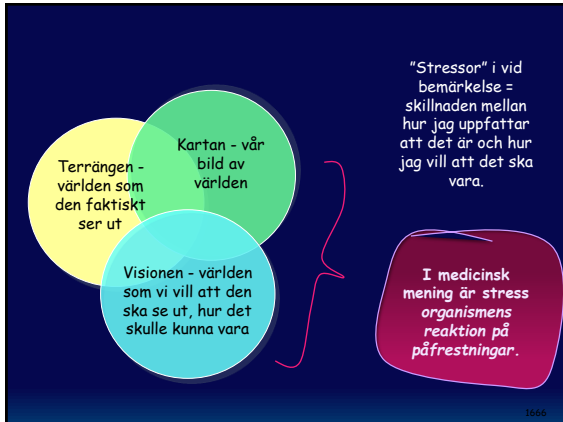 Terrängen -
världen som
den faktiskt
ser ut
Kartan - vår
bild av
världen
Visionen - världen
som vi vill att den
ska se ut, hur det
skulle kunna vara
"Stressor" i vid
bemärkelse =
skillnaden mellan
hur jag uppfattar
att det är och hur
jag vill att det ska
vara.
I medicinsk
mening är stress
organismens
reaktion på
påfrestningar.
1666